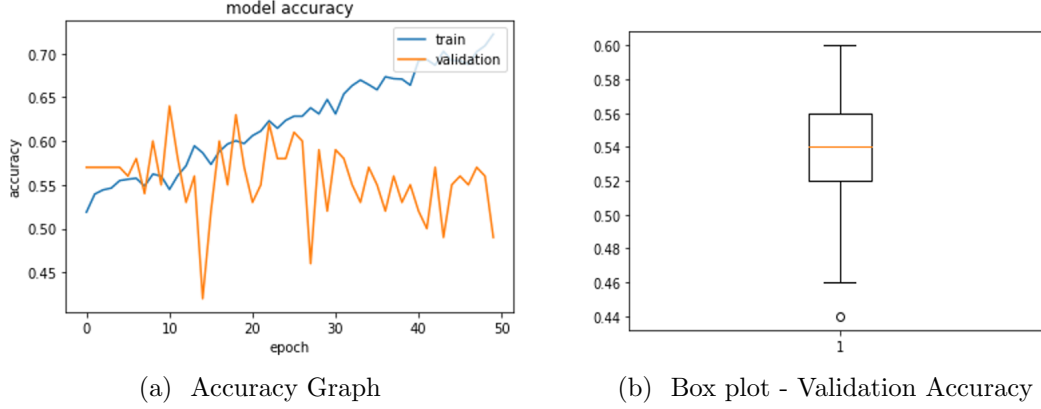 model accuracy
train
validation
0.70
0.65
0.60
0.55
0.50
0.45
accuracy
0 10 20 30 40 50
epoch
(a) Accuracy Graph
0.60
0.58
0.56
0.54
0.52
0.50
0.48
0.46
0.44
1
(b) Box plot - Validation Accuracy